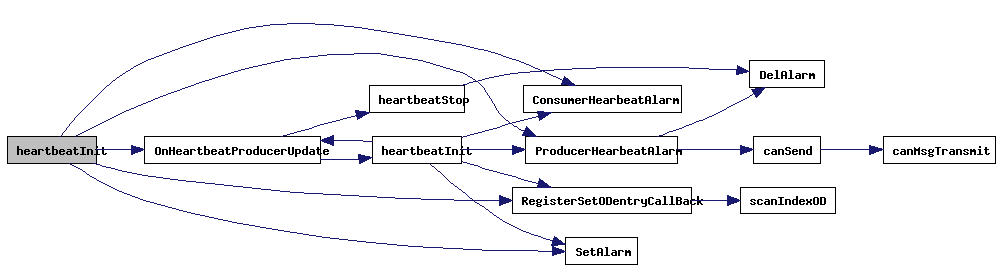 DelAlarm
heartbeatStop
ConsumerHearbeatAlarm
heartbeatInit
OnHeartbeatProducerUpdate
heartbeatInit
ProducerHearbeatAlarm
canSend
canMsgTransmit
RegisterSetODentryCallBack
scanIndexOD
SetAlarm